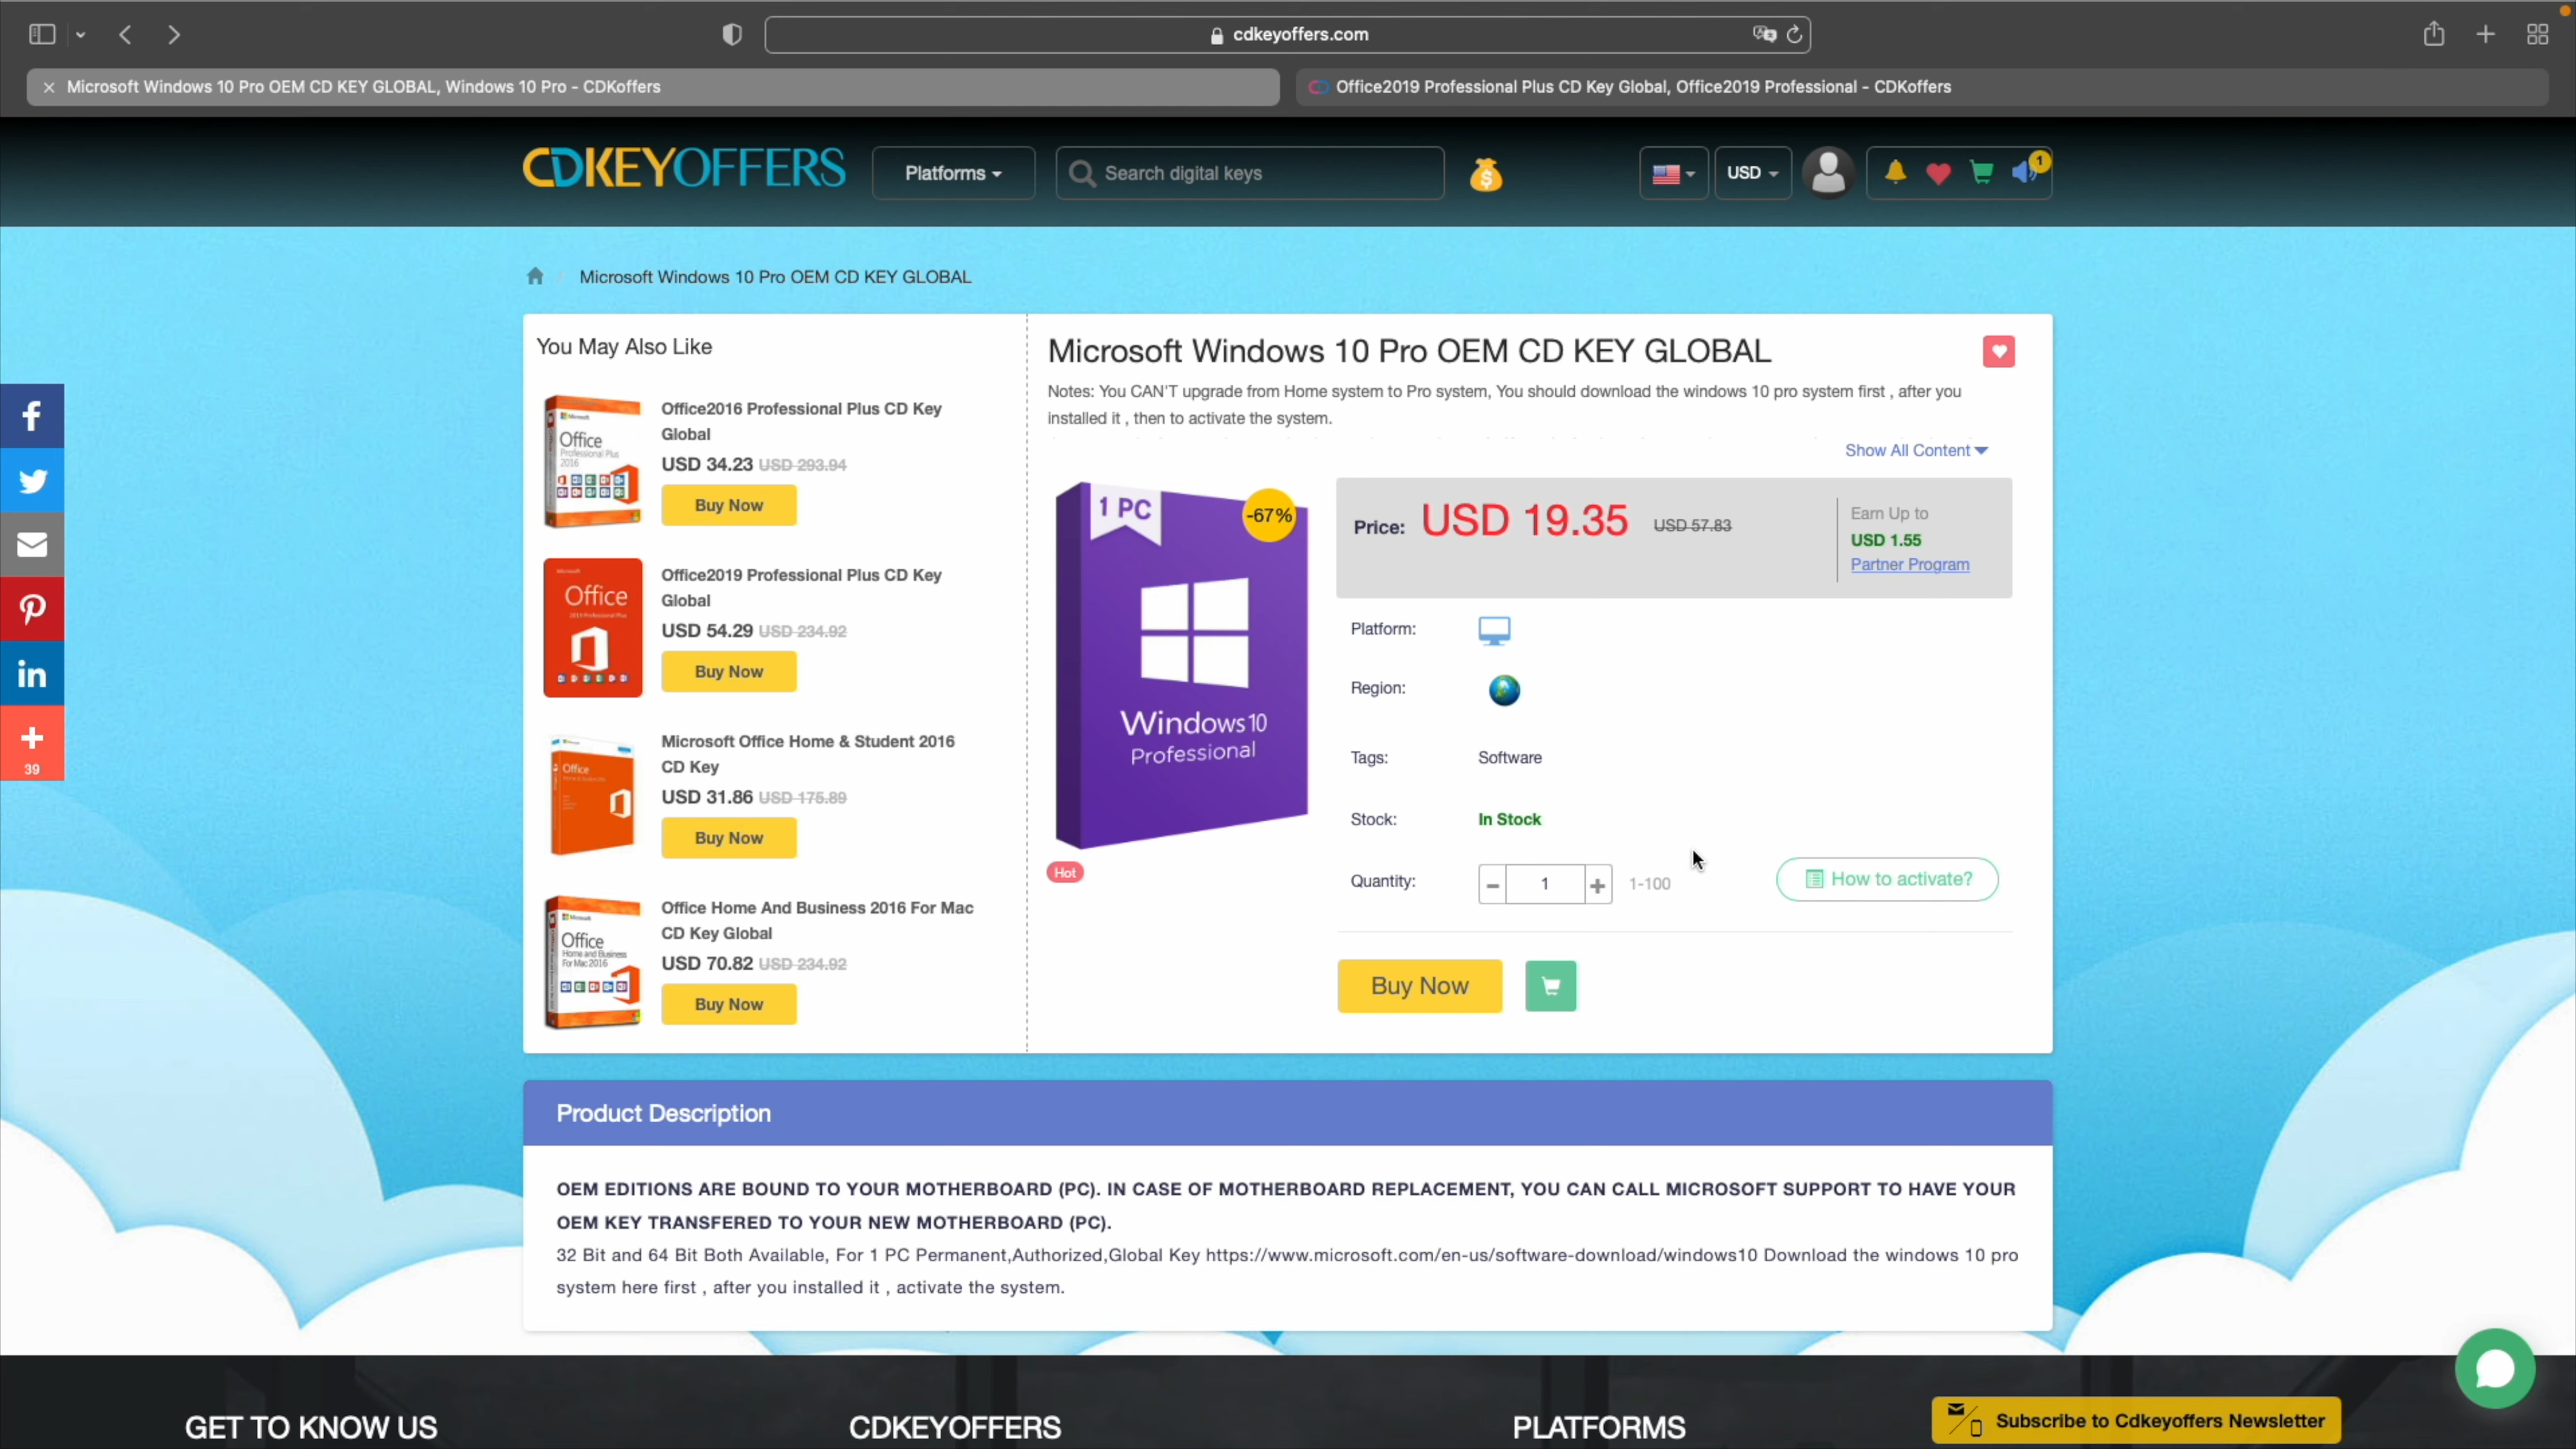 cdkeyoffers.com
Microsoft Windows 10 Pro OEM CD KEY GLOBAL, Windows 10 Pro - CDKoffers
Office2019 Professional Plus CD Key Global, Office2019 Professional - CDKoffers
CDKEYOFFERS
Platforms
Search digital keys
USD
1
Microsoft Windows 10 Pro OEM CD KEY GLOBAL
You May Also Like
Office2016 Professional Plus CD Key
Global
USD 34.23 USD 293.94
Buy Now
Microsoft
Office
Professional Plus
2016
Office2019 Professional Plus CD Key
Global
USD 54.29 USD 234.92
Buy Now
Office
Microsoft Office Home & Student 2016
CD Key
USD 31.86 USD 175.89
Buy Now
Office
Office Home And Business 2016 For Mac
CD Key Global
USD 70.82 USD 234.92
Buy Now
Microsoft
Office
Home and Business
For Mac 2016
39
Microsoft Windows 10 Pro OEM CD KEY GLOBAL
Notes: You CAN'T upgrade from Home system to Pro system, You should download the windows 10 pro system first , after you
installed it , then to activate the system.
Show All Content
1 PC
-67%
Windows 10
Professional
Hot
Price: USD 19.35 USD 57.83
Earn Up to
USD 1.55
Partner Program
Platform:
Region:
Tags: Software
Stock: In Stock
Quantity: - 1 + 1-100
How to activate?
Buy Now
Product Description
OEM EDITIONS ARE BOUND TO YOUR MOTHERBOARD (PC). IN CASE OF MOTHERBOARD REPLACEMENT, YOU CAN CALL MICROSOFT SUPPORT TO HAVE YOUR
OEM KEY TRANSFERED TO YOUR NEW MOTHERBOARD (PC).
32 Bit and 64 Bit Both Available, For 1 PC Permanent,Authorized,Global Key https://www.microsoft.com/en-us/software-download/windows10 Download the windows 10 pro
system here first , after you installed it , activate the system.
GET TO KNOW US
CDKEYOFFERS
PLATFORMS
Subscribe to Cdkeyoffers Newsletter